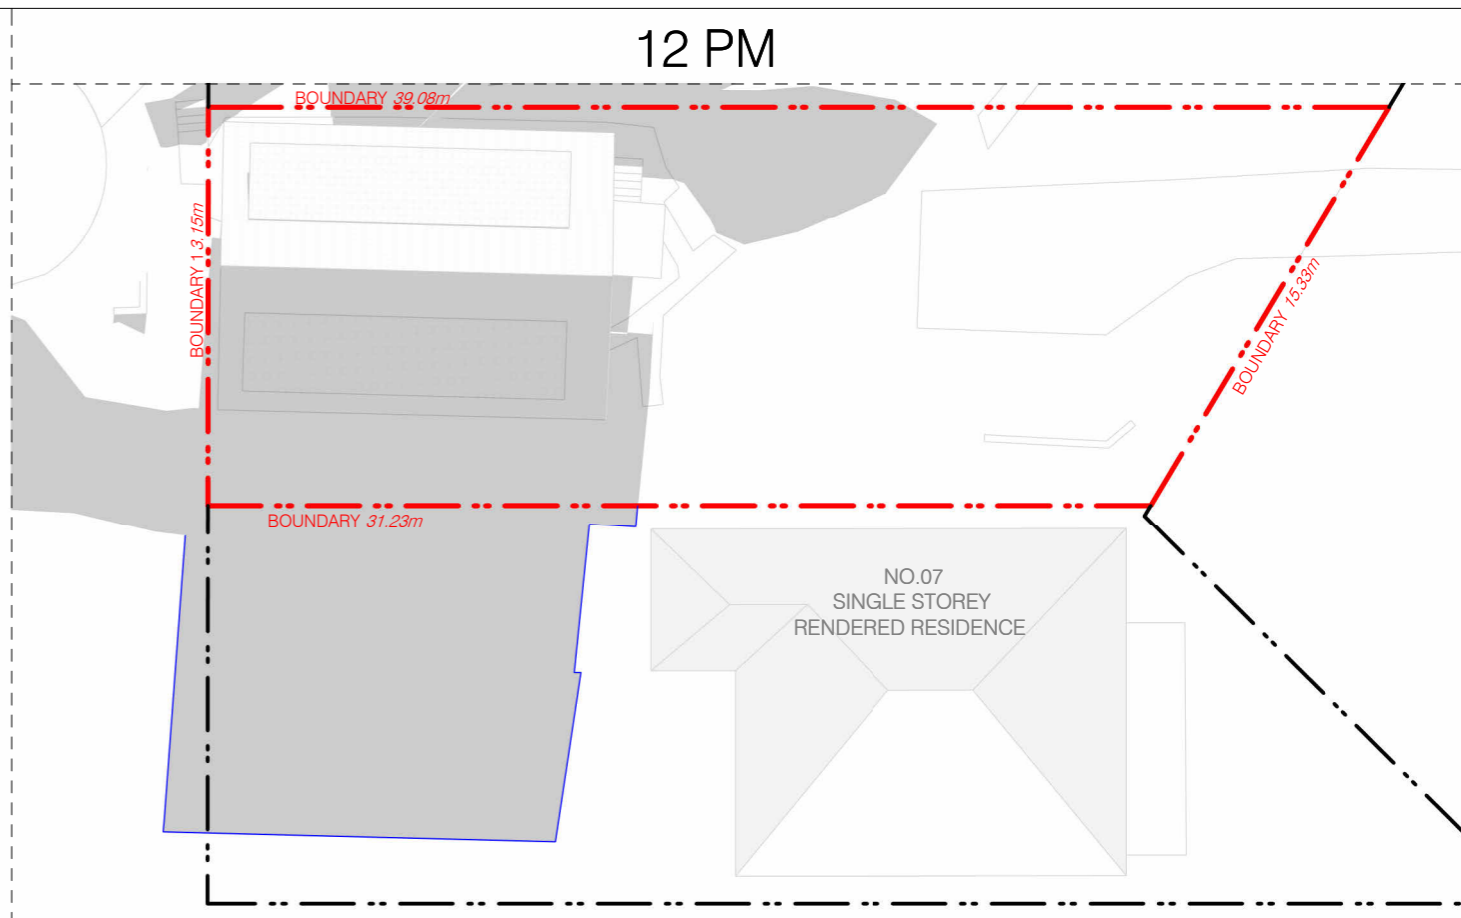 12 PM
BOUNDARY 39.08m
BOUNDARY 13.15m
BOUNDARY 15.33m
BOUNDARY 31.23m
NO.07
SINGLE STOREY
RENDERED RESIDENCE